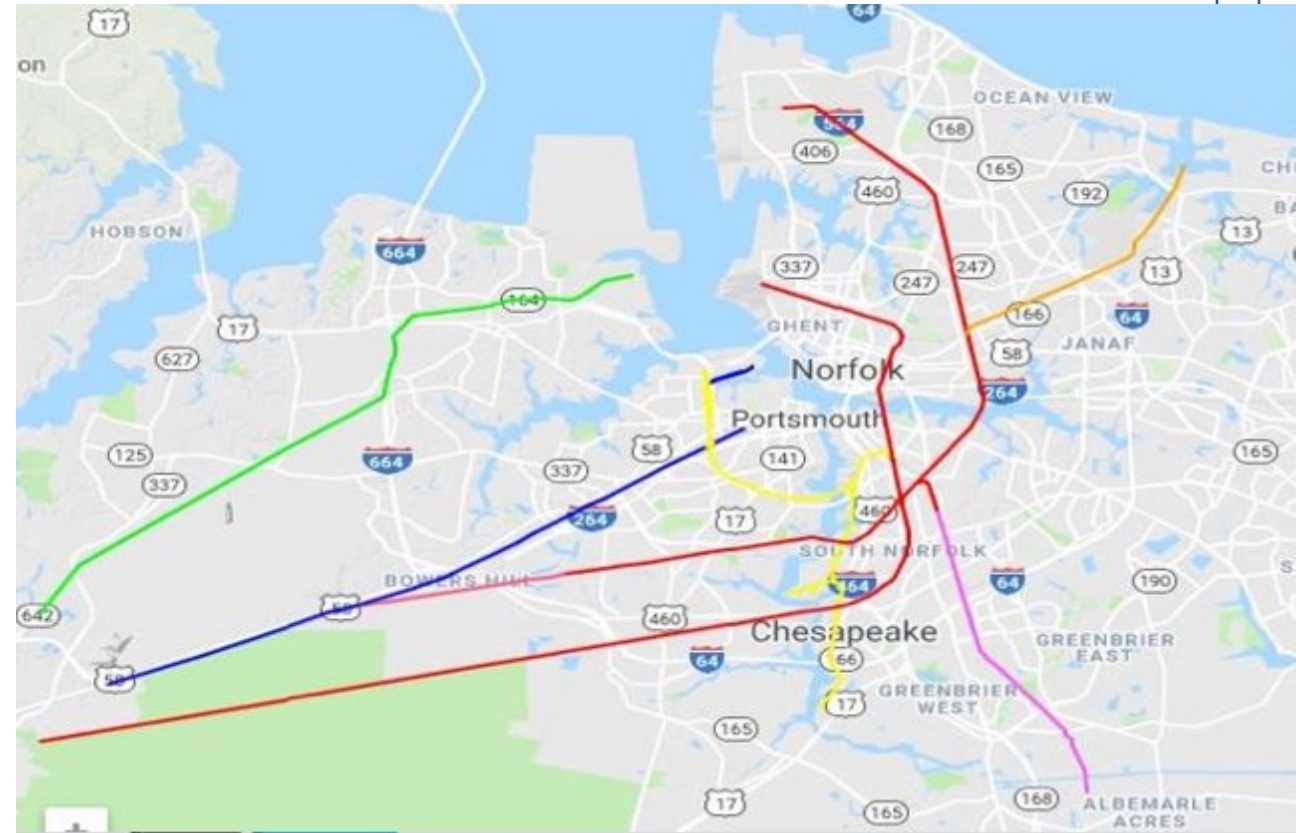 64
17
on
OCEAN VIEW
564
168
406
165
460
192
CH
BA
HOBSON
13
664
337
247
247
13
164
17
166
64
GHENT
JANAF
627
58
Norfolk
264
Portsmouth
125
58
141
165
337
664
337
264
17
460
SOUTH NORFOLK
S
BOWERS HILL
464
64
190
58
642
460
Chesapeake
GREENBRIER
EAST
64
166
58
GREENBRIER
WEST
17
165
17
165
168
ALBEMARLE
ACRES
+